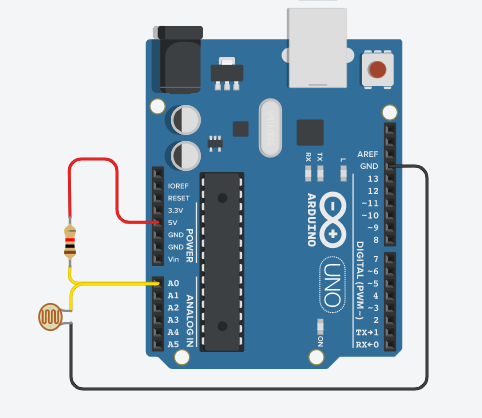 AREF
GND
13
12
~11
~10
~9
8
7
~6
~5
4
~3
2
TX→1
RX←0
DIGITAL (PWM~)
IOREF
RESET
3.3V
5V
GND
GND
Vin
POWER
A0
A1
A2
A3
A4
A5
ANALOG IN
RX
TX
L
ARDUINO
UNO
ON